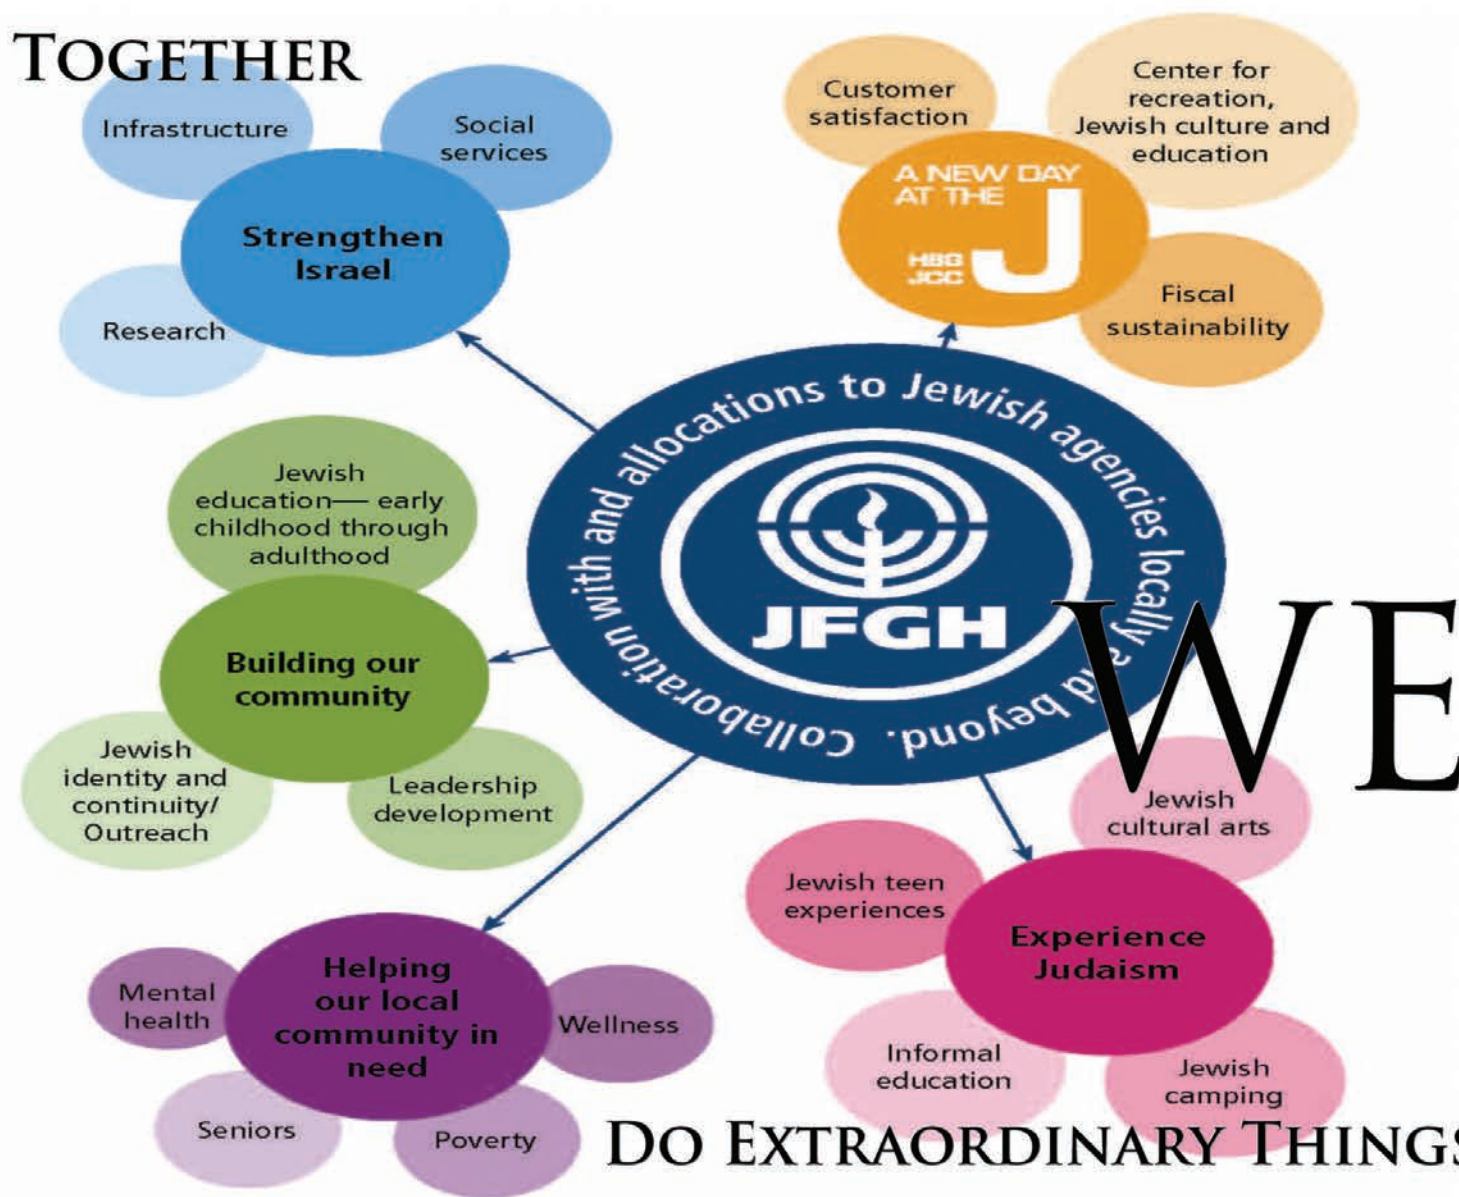 TOGETHER
Infrastructure
Social
services
Strengthen
Israel
Research
Customer
satisfaction
Center for
recreation,
Jewish culture and
education
A NEW DAY
AT THE
J
HBG
JCC
Fiscal
sustainability
Collaboration with and allocations to Jewish agencies locally and beyond.
JFGH
WE
Jewish
education— early
childhood through
adulthood
Building our
community
Jewish
identity and
continuity/
Outreach
Leadership
development
Jewish
cultural arts
Jewish teen
experiences
Experience
Judaism
Informal
education
Jewish
camping
Helping
our local
community in
need
Mental
health
Wellness
Seniors
Poverty
DO EXTRAORDINARY THINGS